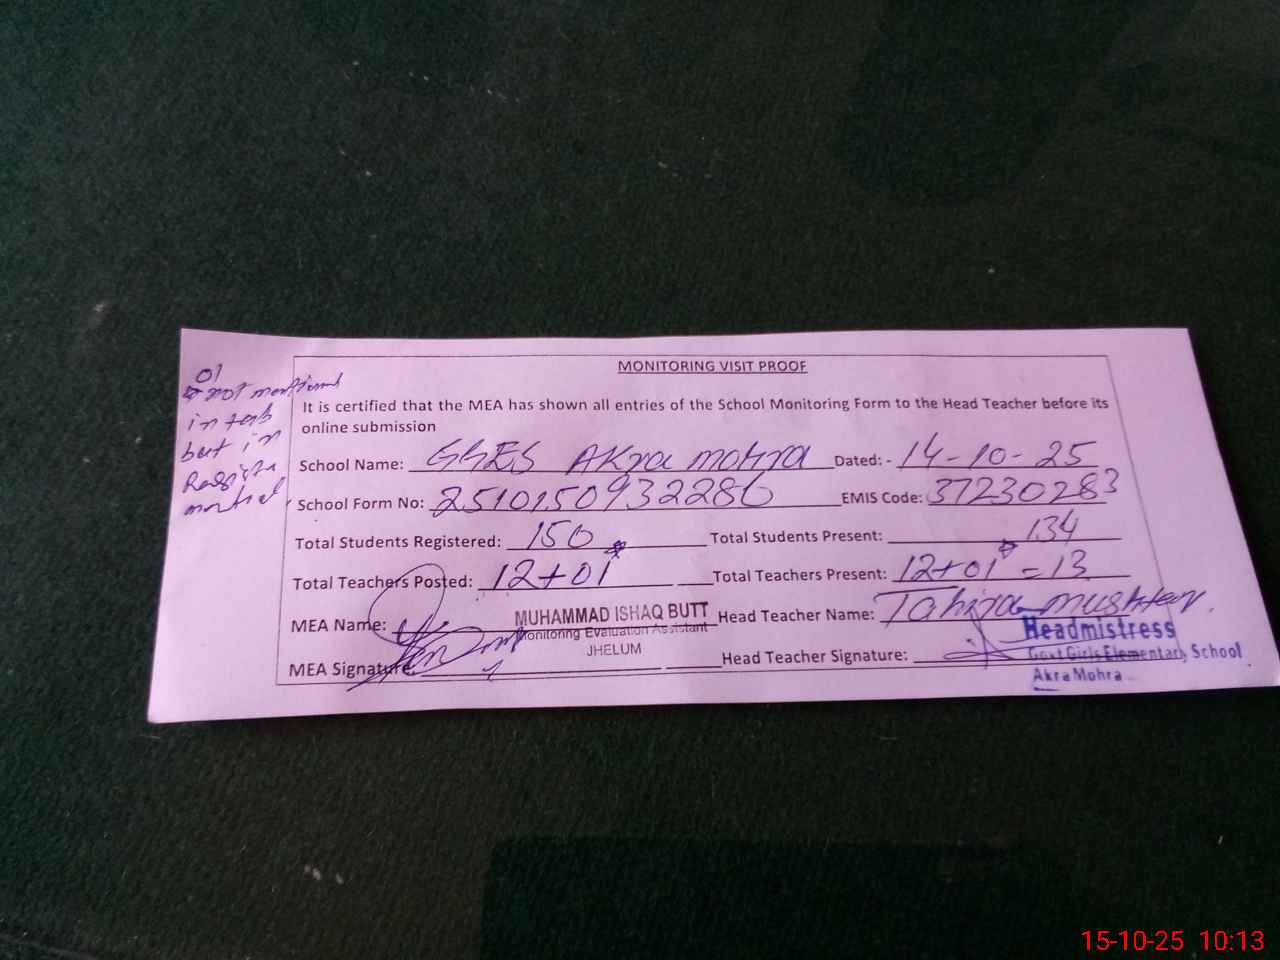 MONITORING VISIT PROOF
It is certified that the MEA has shown all entries of the School Monitoring Form to the Head Teacher before its
online submission
School Name: GGES Akra mohra Dated: - 14-10-25
School Form No: 2510150932286 EMIS Code: 37230283
Total Students Registered: 150 Total Students Present: 134
Total Teachers Posted: 12+01 Total Teachers Present: 12+01 = 13
MEA Name: MUHAMMAD ISHAQ BUTT Head Teacher Name: Tahira mushtaq
Monitoring Evaluation Assistant
JHELUM
Headmistress
MEA Signature: Head Teacher Signature:
Govt Girls Elementary School
Akra Mohra
01
not mentioned
in tab
but in
Register
15-10-25 10:13